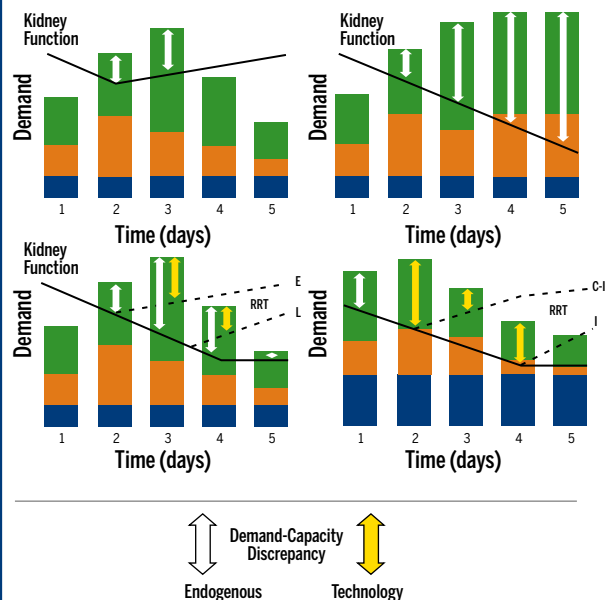 Kidney
Function
Demand
1 2 3 4 5
Time (days)
Kidney
Function
Demand
1 2 3 4 5
Time (days)
Kidney
Function
Demand
E
RRT
L
1 2 3 4 5
Time (days)
Demand
C-I
RRT
I
1 2 3 4 5
Time (days)
Demand-Capacity
Discrepancy
Endogenous
Technology